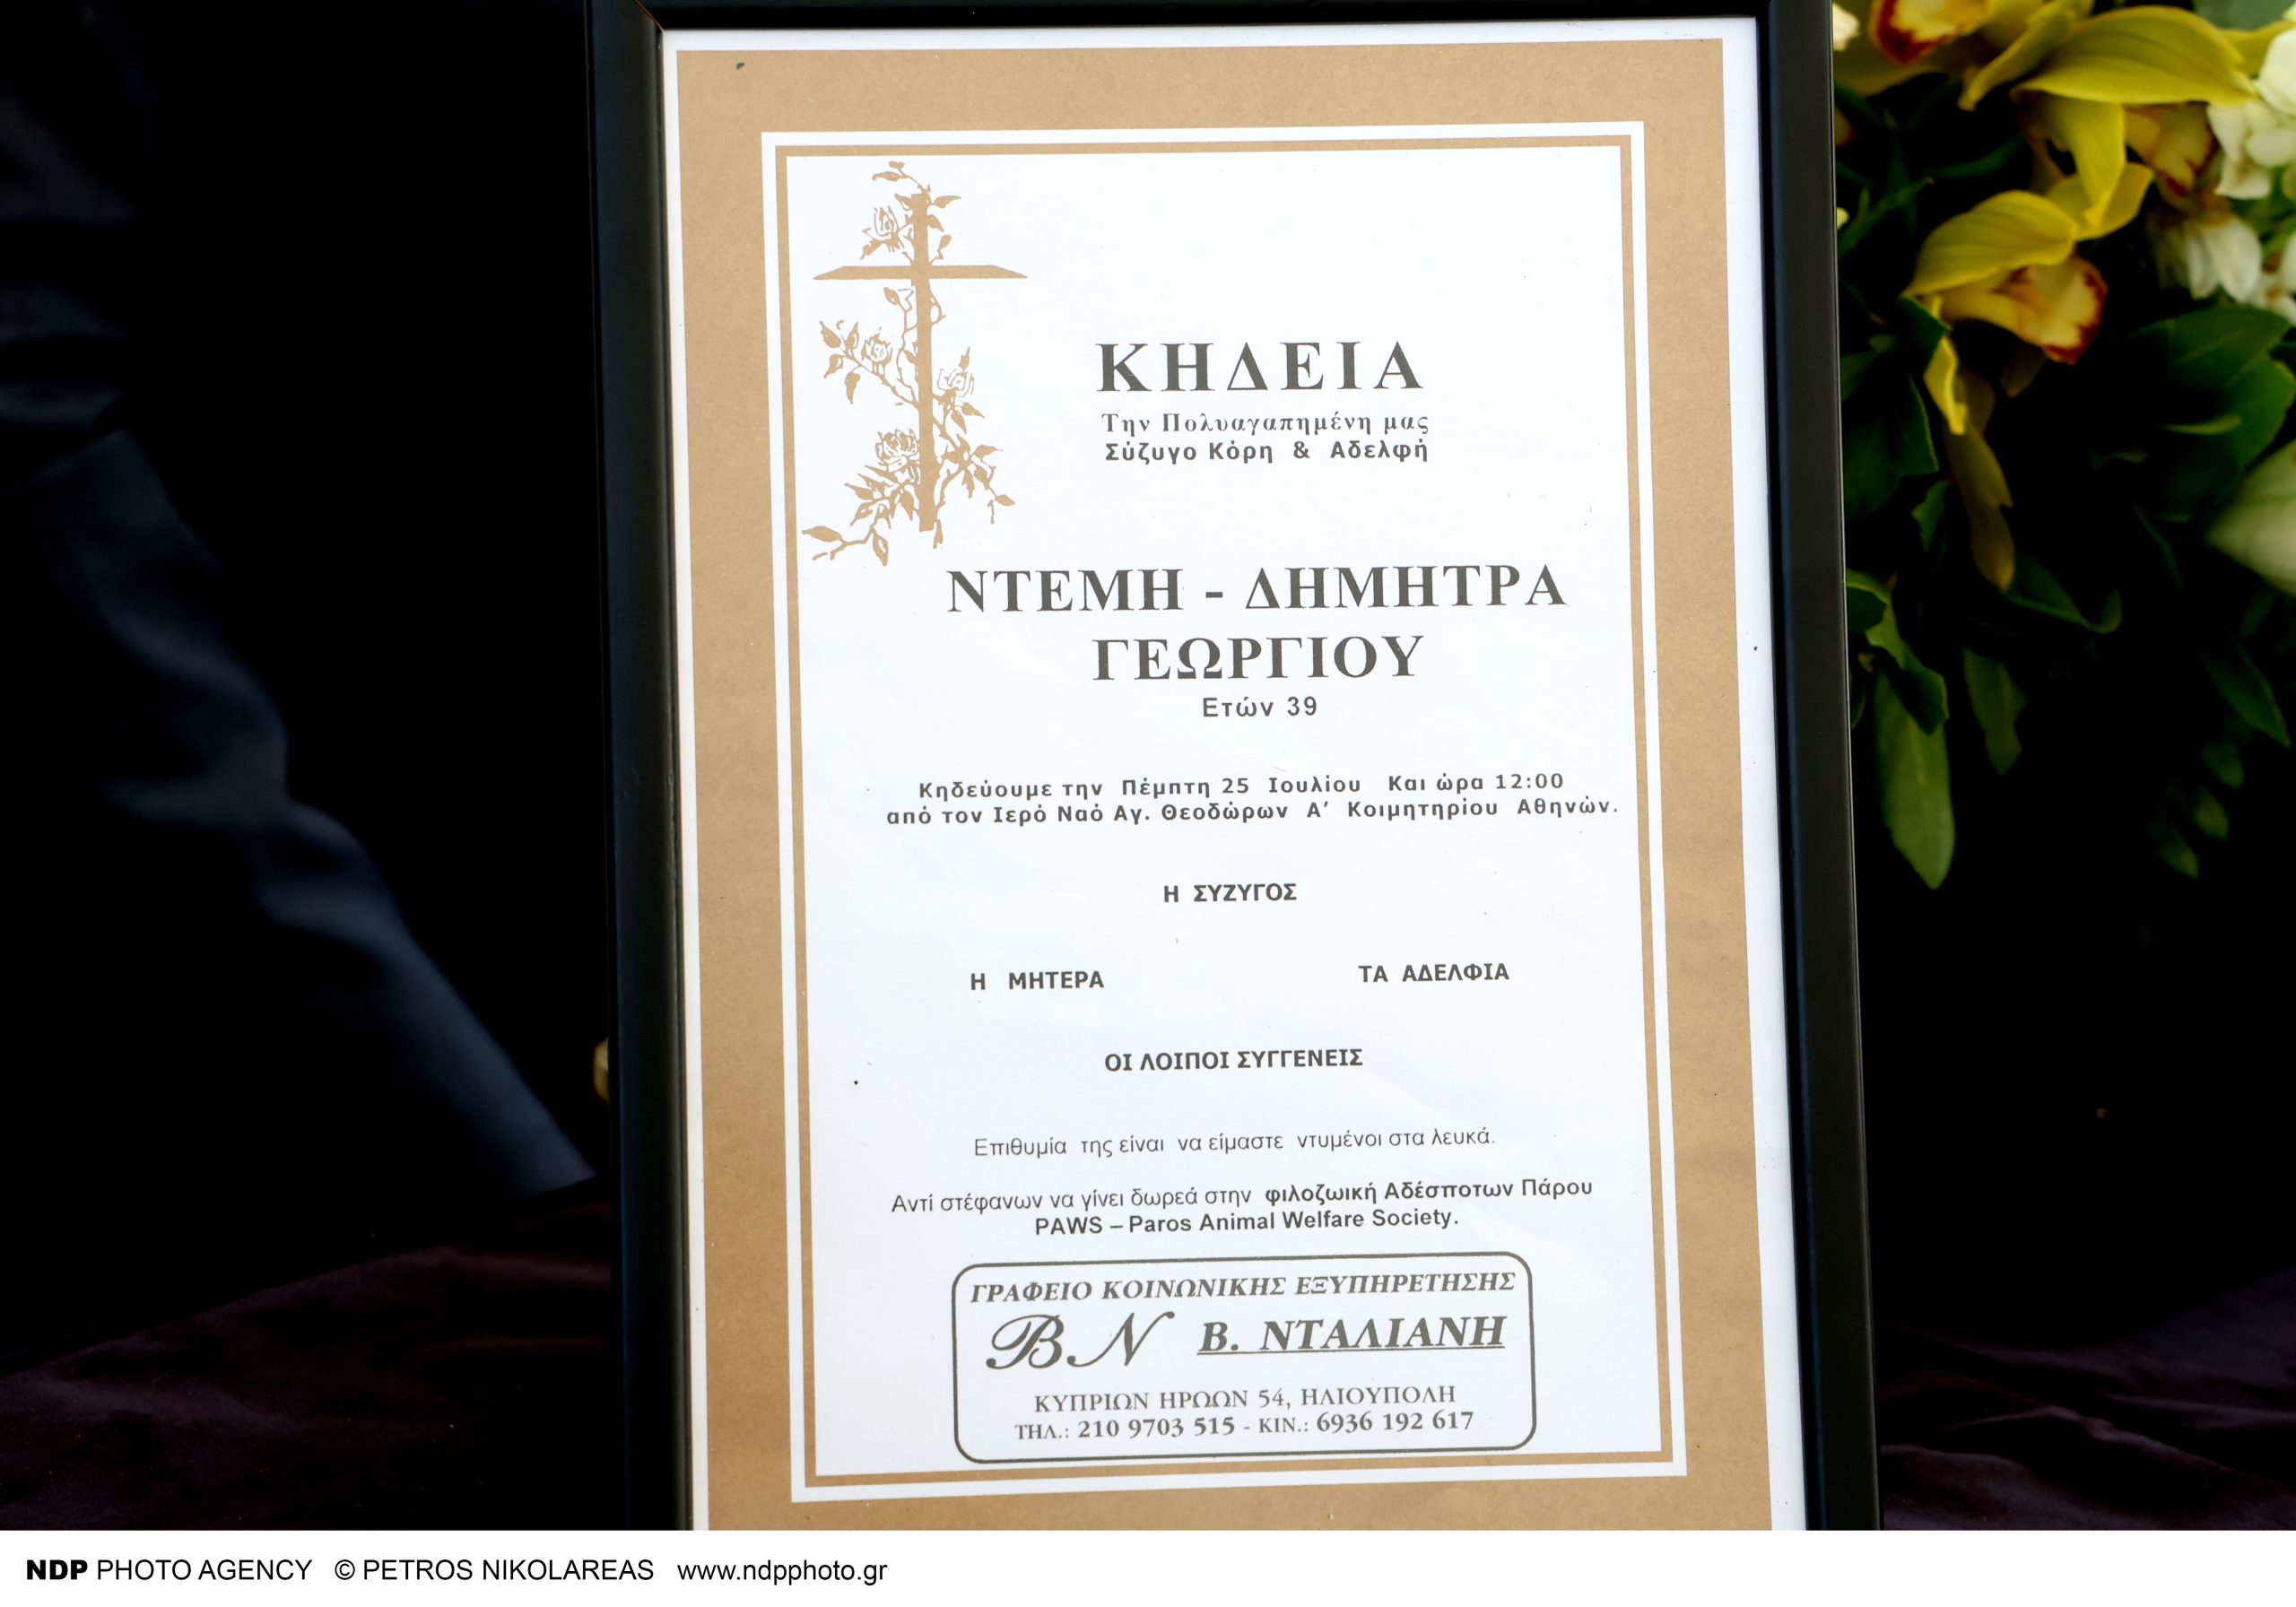 ΚΗΔΕΙΑ
Την Πολυαγαπημένη μας
Σύζυγο Κόρη & Αδελφή
ΝΤΕΜΗ - ΔΗΜΗΤΡΑ
ΓΕΩΡΓΙΟΥ
Ετών 39
Κηδεύουμε την Πέμπτη 25 Ιουλίου Και ώρα 12:00
από τον Ιερό Ναό Αγ. Θεοδώρων Α’ Κοιμητηρίου Αθηνών.
Η ΣΥΖΥΓΟΣ
Η ΜΗΤΕΡΑ ΤΑ ΑΔΕΛΦΙΑ
ΟΙ ΛΟΙΠΟΙ ΣΥΓΓΕΝΕΙΣ
Επιθυμία της είναι να είμαστε ντυμένοι στα λευκά.
Αντί στέφανων να γίνει δωρεά στην φιλοζωική Αδέσποτων Πάρου
PAWS – Paros Animal Welfare Society.
ΓΡΑΦΕΙΟ ΚΟΙΝΩΝΙΚΗΣ ΕΞΥΠΗΡΕΤΗΣΗΣ
BN Β. ΝΤΑΛΙΑΝΗ
ΚΥΠΡΙΩΝ ΗΡΩΩΝ 54, ΗΛΙΟΥΠΟΛΗ
ΤΗΛ.: 210 9703 515 - ΚΙΝ.: 6936 192 617
NDP PHOTO AGENCY © PETROS NIKOLAREAS www.ndpphoto.gr